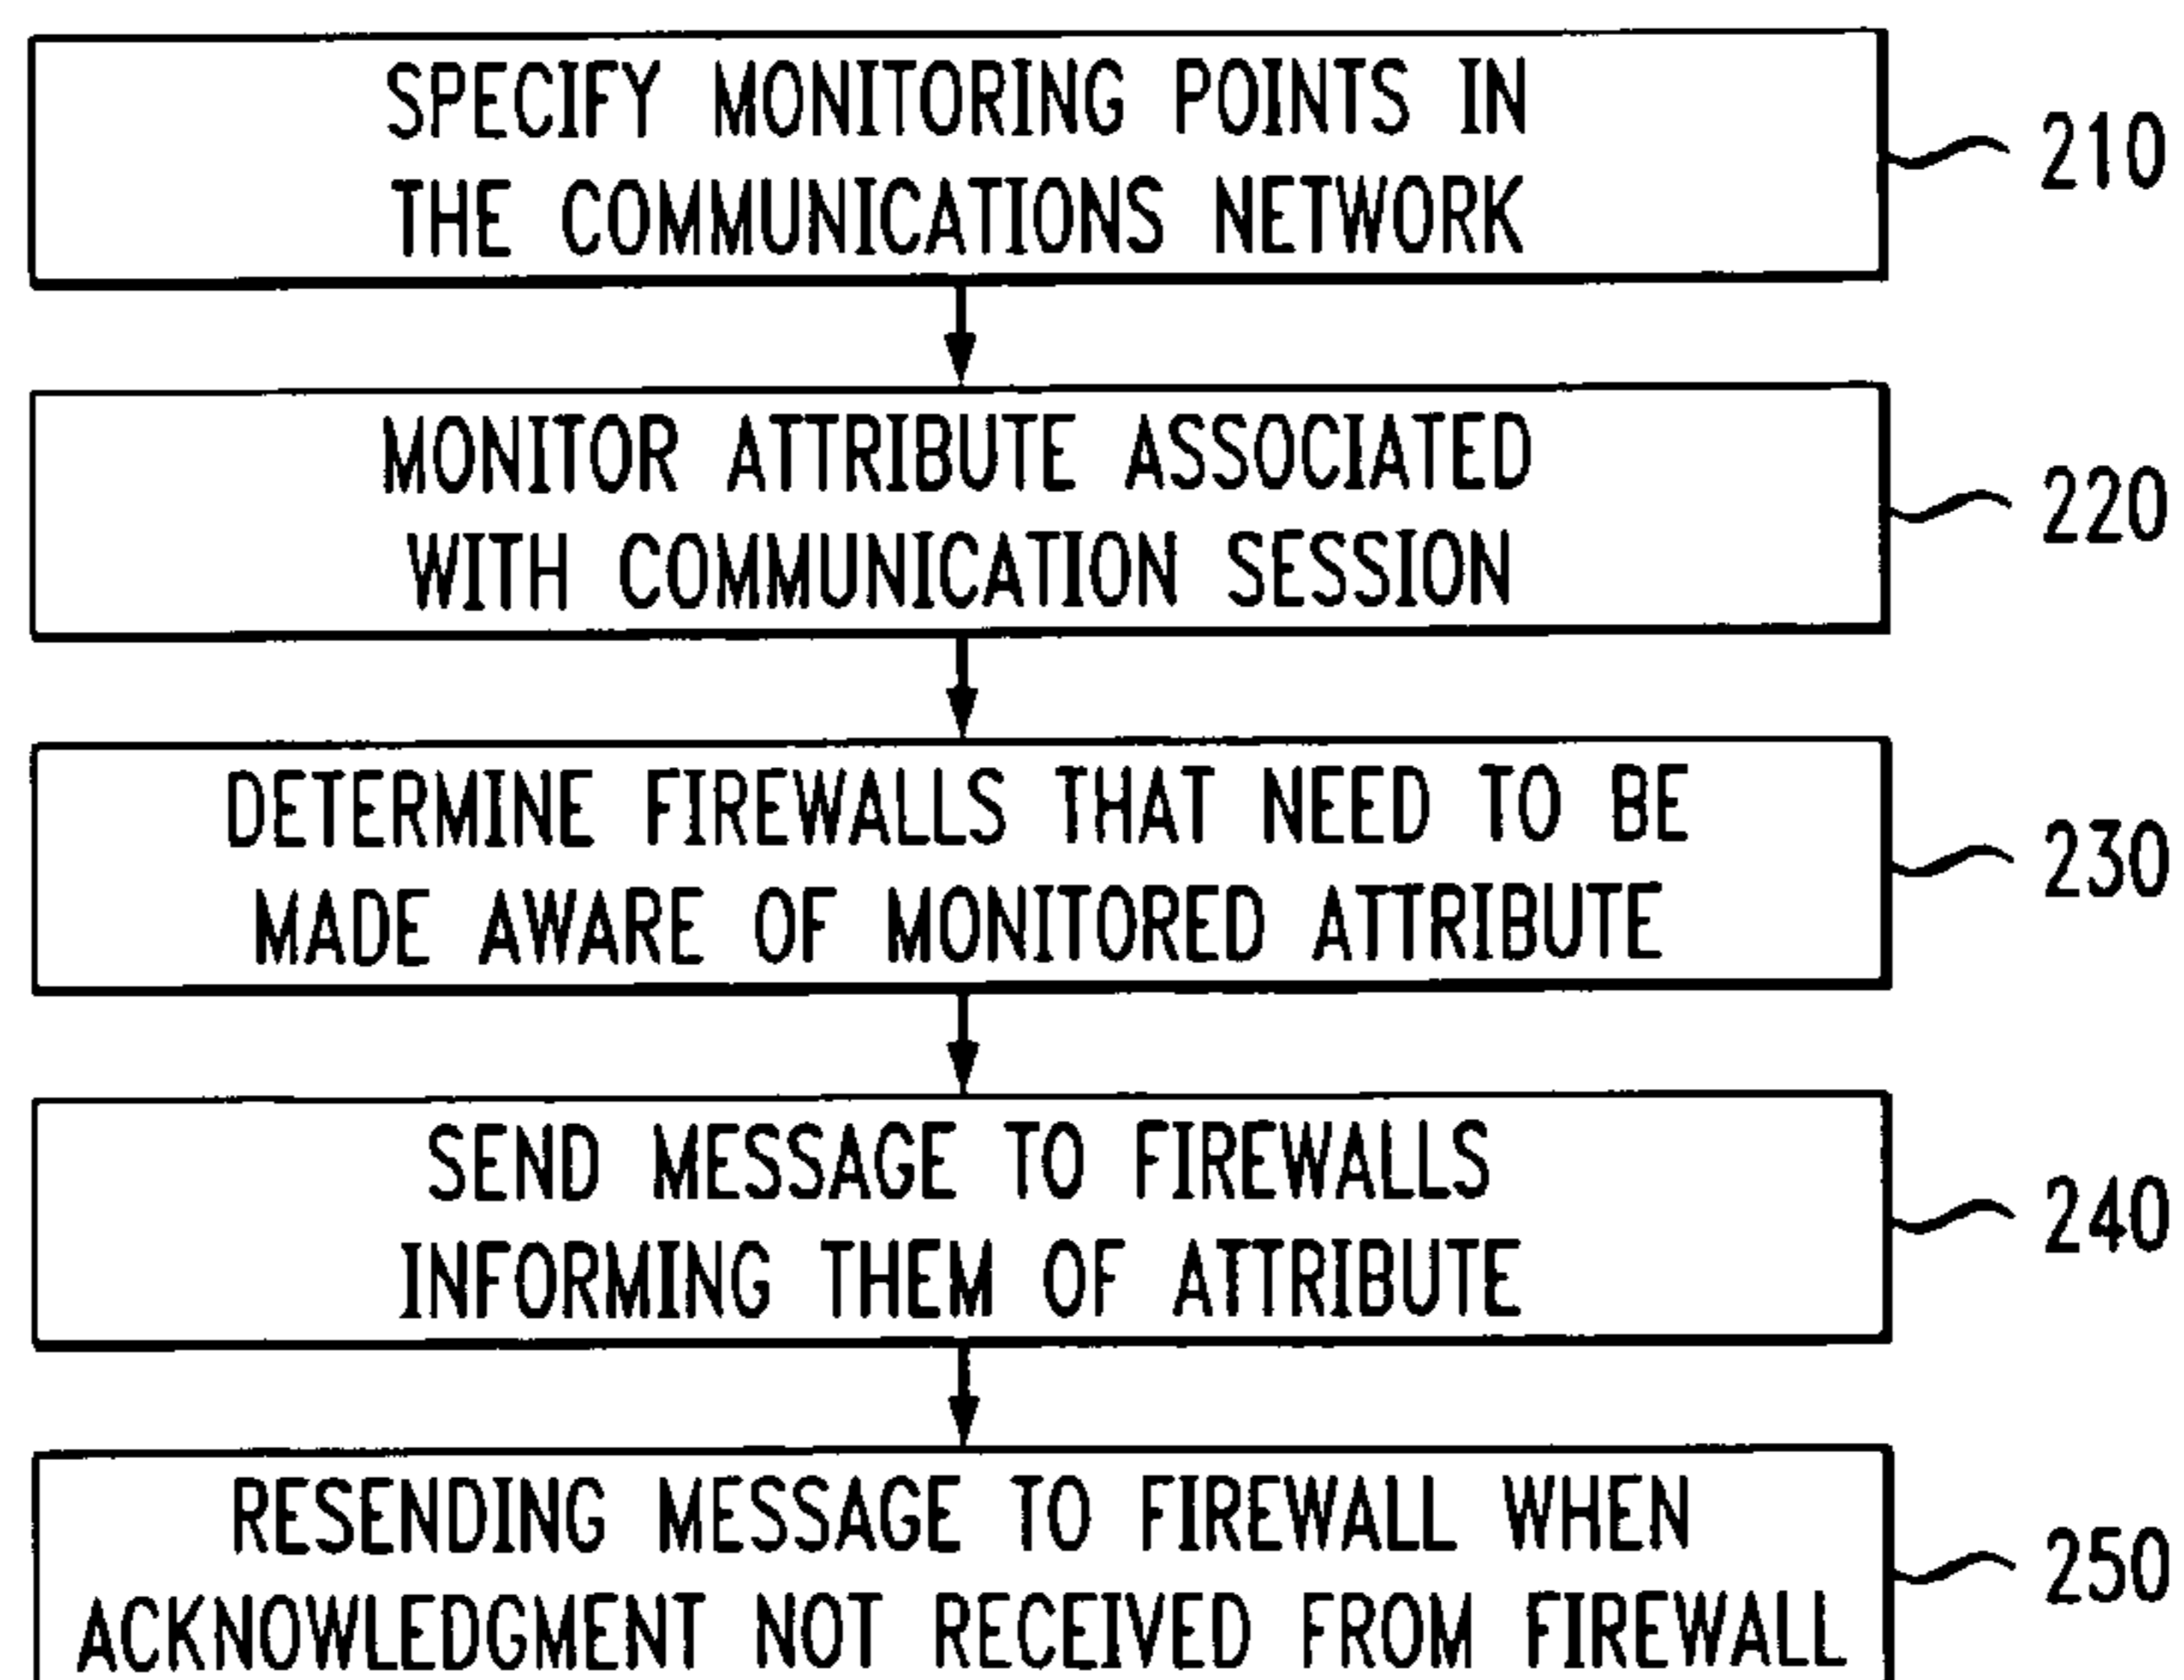 SPECIFY MONITORING POINTS IN
THE COMMUNICATIONS NETWORK
210
MONITOR ATTRIBUTE ASSOCIATED
WITH COMMUNICATION SESSION
220
DETERMINE FIREWALLS THAT NEED TO BE
MADE AWARE OF MONITORED ATTRIBUTE
230
SEND MESSAGE TO FIREWALLS
INFORMING THEM OF ATTRIBUTE
240
RESENDING MESSAGE TO FIREWALL WHEN
ACKNOWLEDGMENT NOT RECEIVED FROM FIREWALL
250